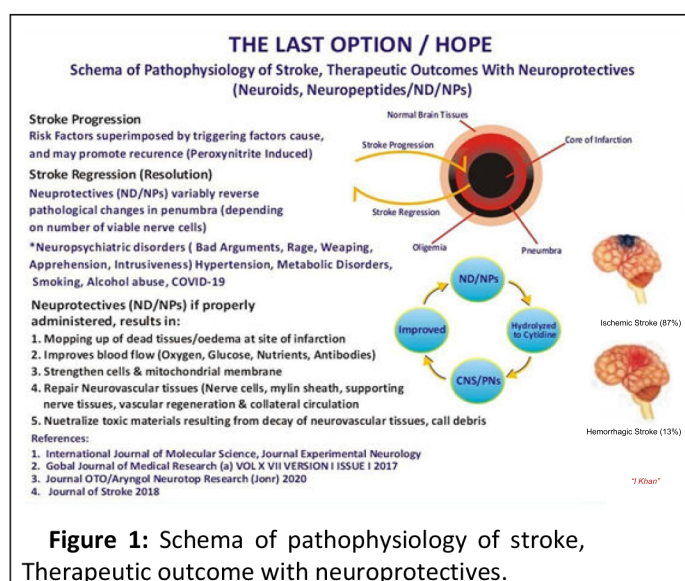 THE LAST OPTION / HOPE
Schema of Pathophysiology of Stroke, Therapeutic Outcomes With Neuroprotectives
(Neuroids, Neuropeptides/ND/NPs)
Stroke Progression
Risk Factors superimposed by triggering factors cause,
and may promote recurence (Peroxynitrite Induced)
Stroke Regression (Resolution)
Neuprotectives (ND/NPs) variably reverse
pathological changes in penumbra (depending
on number of viable nerve cells)
*Neuropsychiatric disorders ( Bad Arguments, Rage, Weaping,
Apprehension, Intrusiveness) Hypertension, Metabolic Disorders,
Smoking, Alcohol abuse, COVID-19
Neuprotectives (ND/NPs) if properly
administered, results in:
1. Mopping up of dead tissues/oedema at site of infarction
2. Improves blood flow (Oxygen, Glucose, Nutrients, Antibodies)
3. Strengthen cells & mitochondrial membrane
4. Repair Neurovascular tissues (Nerve cells, mylin sheath, supporting
nerve tissues, vascular regeneration & collateral circulation
5. Nuetralize toxic materials resulting from decay of neurovascular tissues, call debris
References:
1. International Journal of Molecular Science, Journal Experimental Neurology
2. Gobal Journal of Medical Research (a) VOL X VII VERSION I ISSUE I 2017
3. Journal OTO/Aryngol Neurotop Research (Jonr) 2020
4. Journal of Stroke 2018
Normal Brain Tissues
Stroke Progression
Core of Infarction
Stroke Regression
Oligemia
Pneumbra
ND/NPs
Improved
Hydrolyzed
to Cytidine
CNS/PNs
Ischemic Stroke (87%)
Hemorrhagic Stroke (13%)
"I Khan"
Figure 1: Schema of pathophysiology of stroke,
Therapeutic outcome with neuroprotectives.